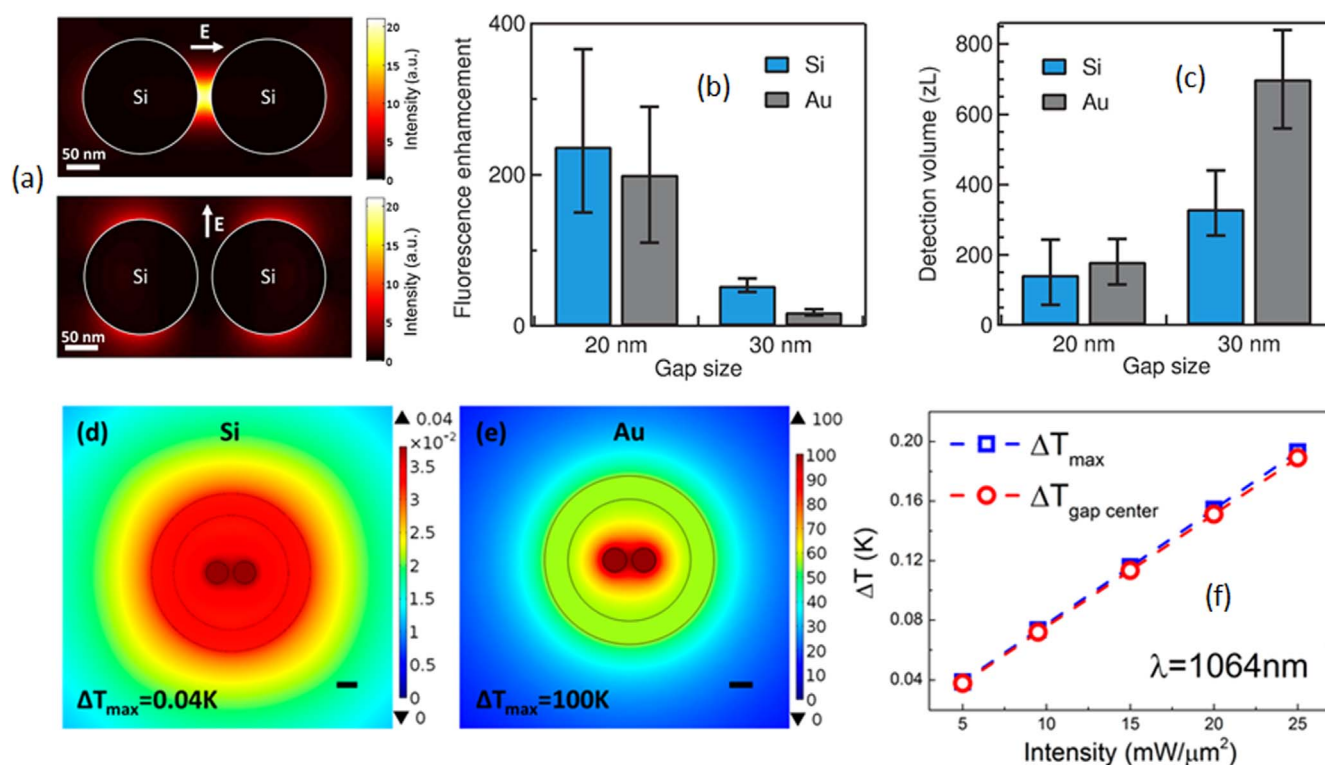 (a)
E
Si
Si
50 nm
20
15
10
5
0
Intensity (a.u.)
E
Si
Si
50 nm
20
15
10
5
0
Intensity (a.u.)
(b)
Si
Au
400
200
0
Fluorescence enhamcement
20 nm
30 nm
Gap size
(c)
Si
Au
800
600
400
200
0
Detection volume (zL)
20 nm
30 nm
Gap size
(d)
Si
ΔTmax=0.04K
▲ 0.04
×10⁻²
3.5
3
2.5
2
1.5
1
0.5
0
▼ 0
(e)
Au
ΔTmax=100K
▲ 100
100
90
80
70
60
50
40
30
20
10
0
▼ 0
ΔTmax
ΔTgap center
(f)
λ=1064nm
0.20
0.16
0.12
0.08
0.04
ΔT (K)
5
10
15
20
25
Intensity (mW/μm²)